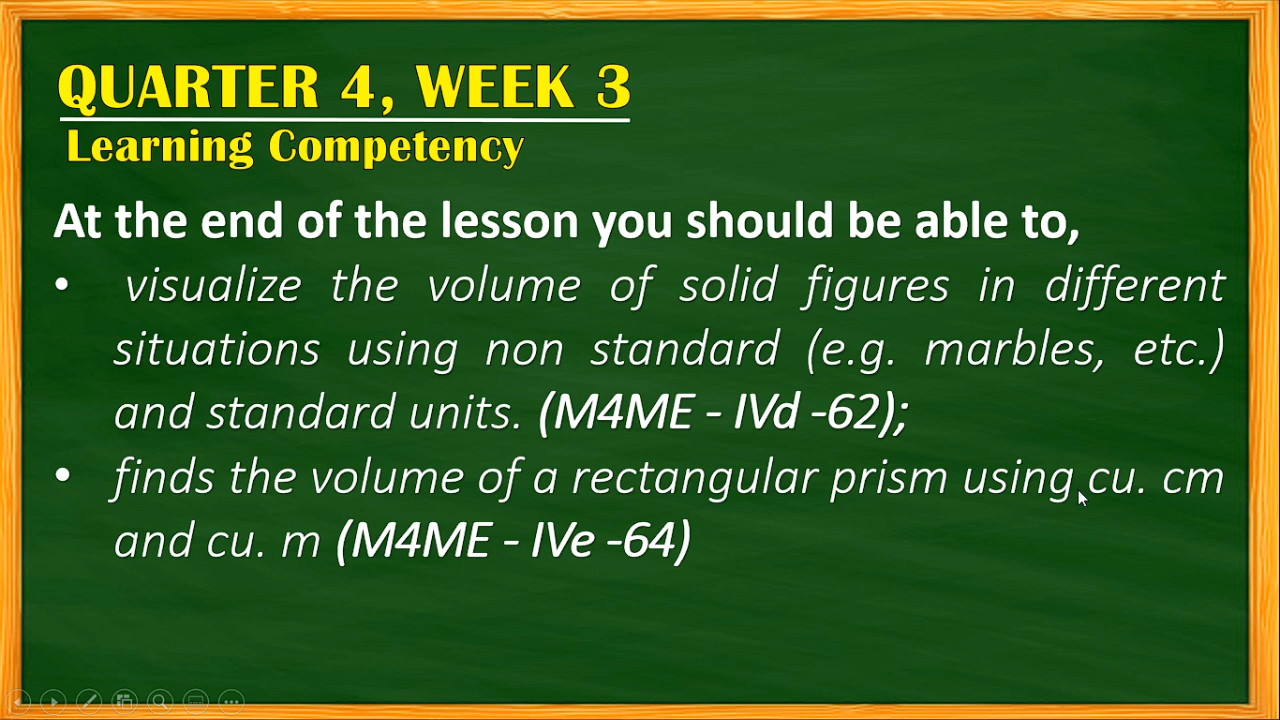 QUARTER 4, WEEK 3
Learning Competency
At the end of the lesson you should be able to,
• visualize the volume of solid figures in different
situations using non standard (e.g. marbles, etc.)
and standard units. (M4ME - IVd -62);
• finds the volume of a rectangular prism using cu. cm
and cu. m (M4ME - IVe -64)